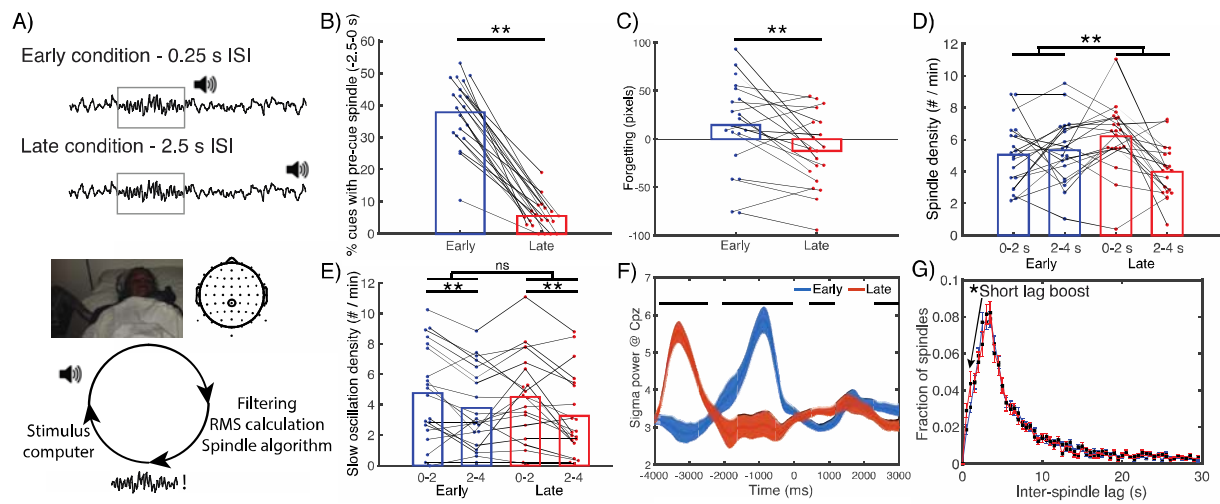 A)
Early condition - 0.25 s ISI
Late condition - 2.5 s ISI
Stimulus
computer
Filtering
RMS calculation
Spindle algorithm
!
B)
**
% cues with pre-cue spindle (-2.5-0 s)
60
50
40
30
20
10
0
Early
Late
C)
**
Forgetting (pixels)
100
50
0
-50
-100
Early
Late
D)
**
Spindle density (# / min)
12
10
8
6
4
2
0
0-2 s
2-4 s
0-2 s
2-4 s
Early
Late
E)
ns
**
**
Slow oscillation density (# / min)
12
10
8
6
4
2
0
0-2
2-4
0-2
2-4
Early
Late
F)
Early
Late
Sigma power @ Cpz
7
6
5
4
3
2
-4000
-3000
-2000
-1000
0
1000
2000
3000
Time (ms)
G)
*Short lag boost
Fraction of spindles
0.1
0.08
0.06
0.04
0.02
0
10
20
30
Inter-spindle lag (s)